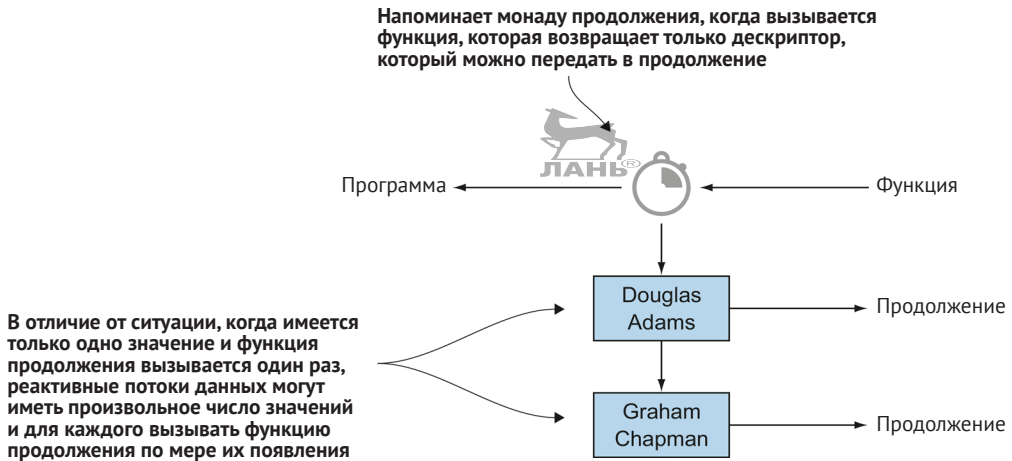 Напоминает монаду продолжения, когда вызывается
функция, которая возвращает только дескриптор,
который можно передать в продолжение
ЛАНЬ®
Программа
Функция
Douglas
Adams
Продолжение
В отличие от ситуации, когда имеется
только одно значение и функция
продолжения вызывается один раз,
реактивные потоки данных могут
иметь произвольное число значений
и для каждого вызывать функцию
продолжения по мере их появления
Graham
Chapman
Продолжение